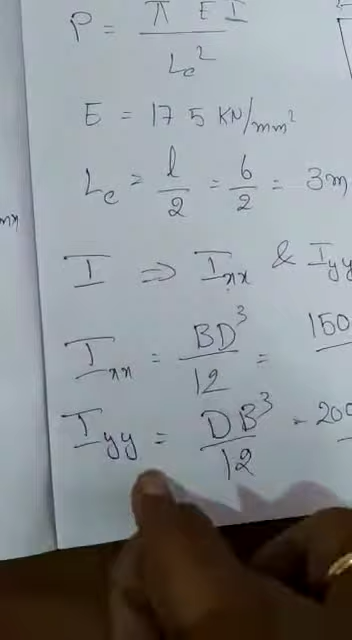 P = π E I / Le²
E = 17.5 KN/mm²
Le = l/2 = 6/2 = 3m
I ⇒ Ixx & Iyy
Ixx = BD³/12 = 150
Iyy = DB³/12 = 200